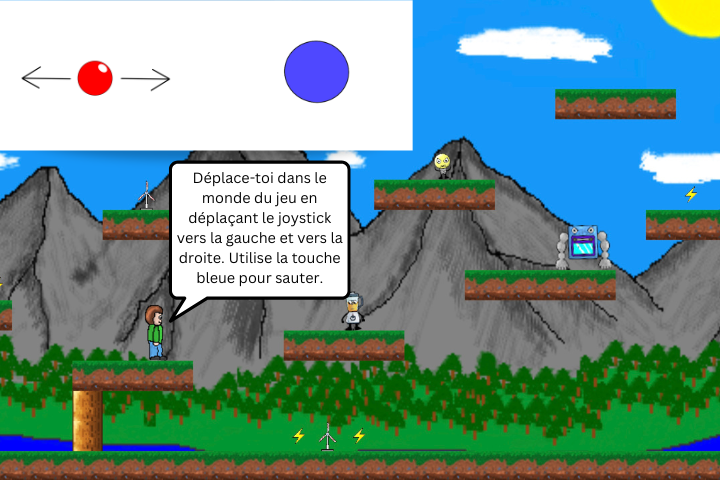 Déplace-toi dans le
monde du jeu en
déplaçant le joystick
vers la gauche et vers la
droite. Utilise la touche
bleue pour sauter.